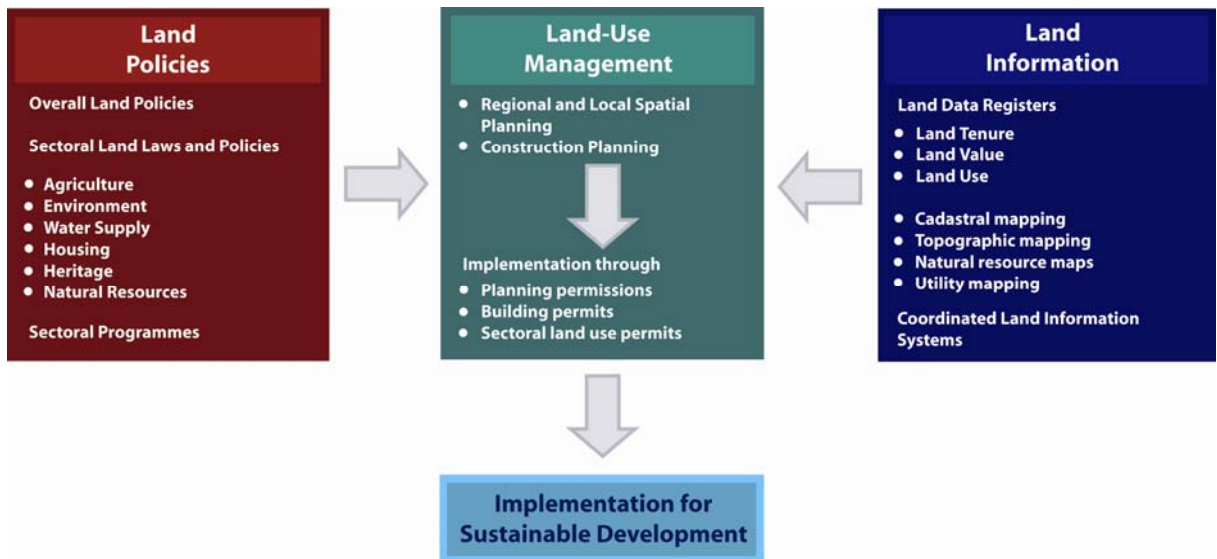 Land
Policies
Overall Land Policies
Sectoral Land Laws and Policies
● Agriculture
● Environment
● Water Supply
● Housing
● Heritage
● Natural Resources
Sectoral Programmes
Land-Use
Management
● Regional and Local Spatial
Planning
● Construction Planning
Implementation through
● Planning permissions
● Building permits
● Sectoral land use permits
Land
Information
Land Data Registers
● Land Tenure
● Land Value
● Land Use
● Cadastral mapping
● Topographic mapping
● Natural resource maps
● Utility mapping
Coordinated Land Information
Systems
Implementation for
Sustainable Development